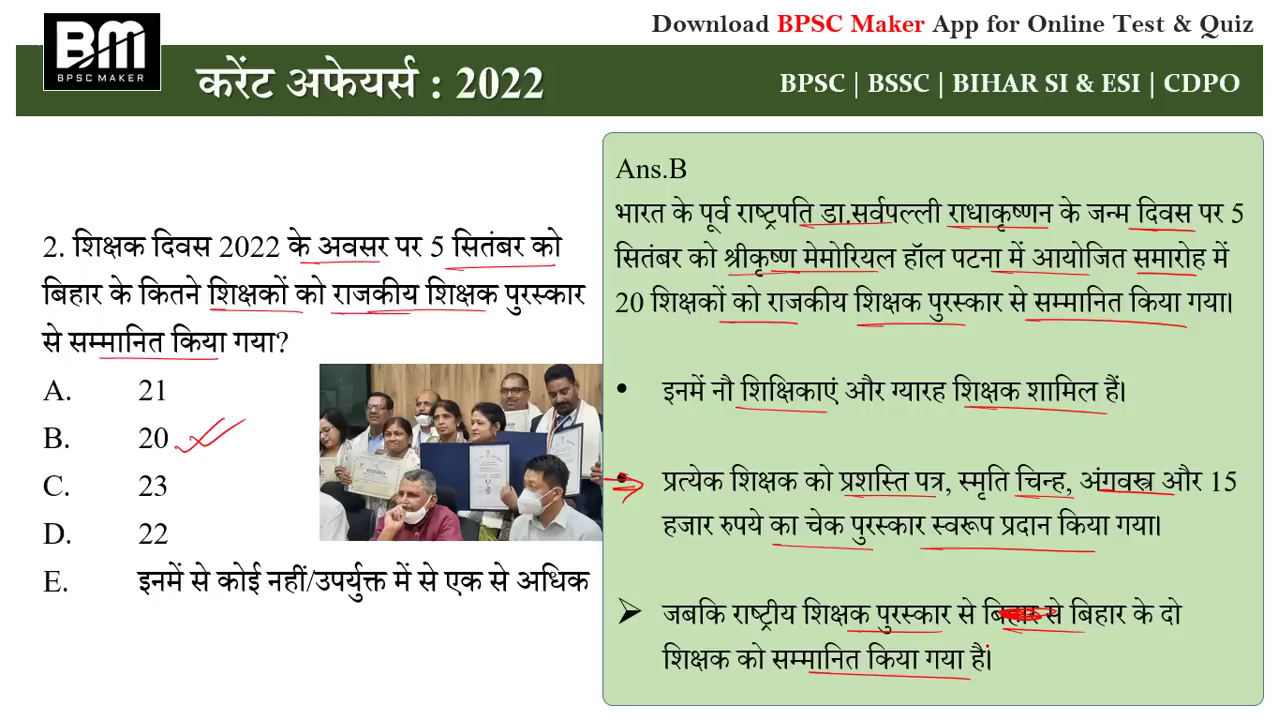 Download BPSC Maker App for Online Test & Quiz
BM
BPSC MAKER
करेंट अफेयर्स : 2022
BPSC | BSSC | BIHAR SI & ESI | CDPO
2. शिक्षक दिवस 2022 के अवसर पर 5 सितंबर को
बिहार के कितने शिक्षकों को राजकीय शिक्षक पुरस्कार
से सम्मानित किया गया?
A. 21
B. 20
C. 23
D. 22
E. इनमें से कोई नहीं/उपर्युक्त में से एक से अधिक
Ans.B
भारत के पूर्व राष्ट्रपति डा.सर्वपल्ली राधाकृष्णन के जन्म दिवस पर 5
सितंबर को श्रीकृष्ण मेमोरियल हॉल पटना में आयोजित समारोह में
20 शिक्षकों को राजकीय शिक्षक पुरस्कार से सम्मानित किया गया।
• इनमें नौ शिक्षिकाएं और ग्यारह शिक्षक शामिल हैं।
• प्रत्येक शिक्षक को प्रशस्ति पत्र, स्मृति चिन्ह, अंगवस्त्र और 15
हजार रुपये का चेक पुरस्कार स्वरूप प्रदान किया गया।
➢ जबकि राष्ट्रीय शिक्षक पुरस्कार से बिहार से बिहार के दो
शिक्षक को सम्मानित किया गया है।